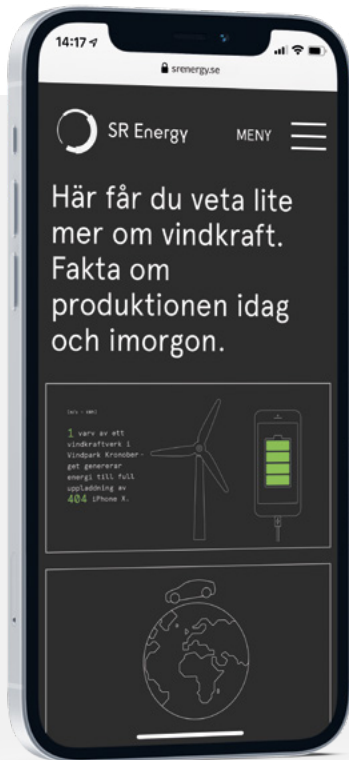 14:17
srenergy.se
SR Energy
MENY
Här får du veta lite
mer om vindkraft.
Fakta om
produktionen idag
och imorgon.
1 varv av ett
vindkraftverk i
Vindpark Kronober-
get genererar
energi till full
uppladdning av
404 iPhone X.